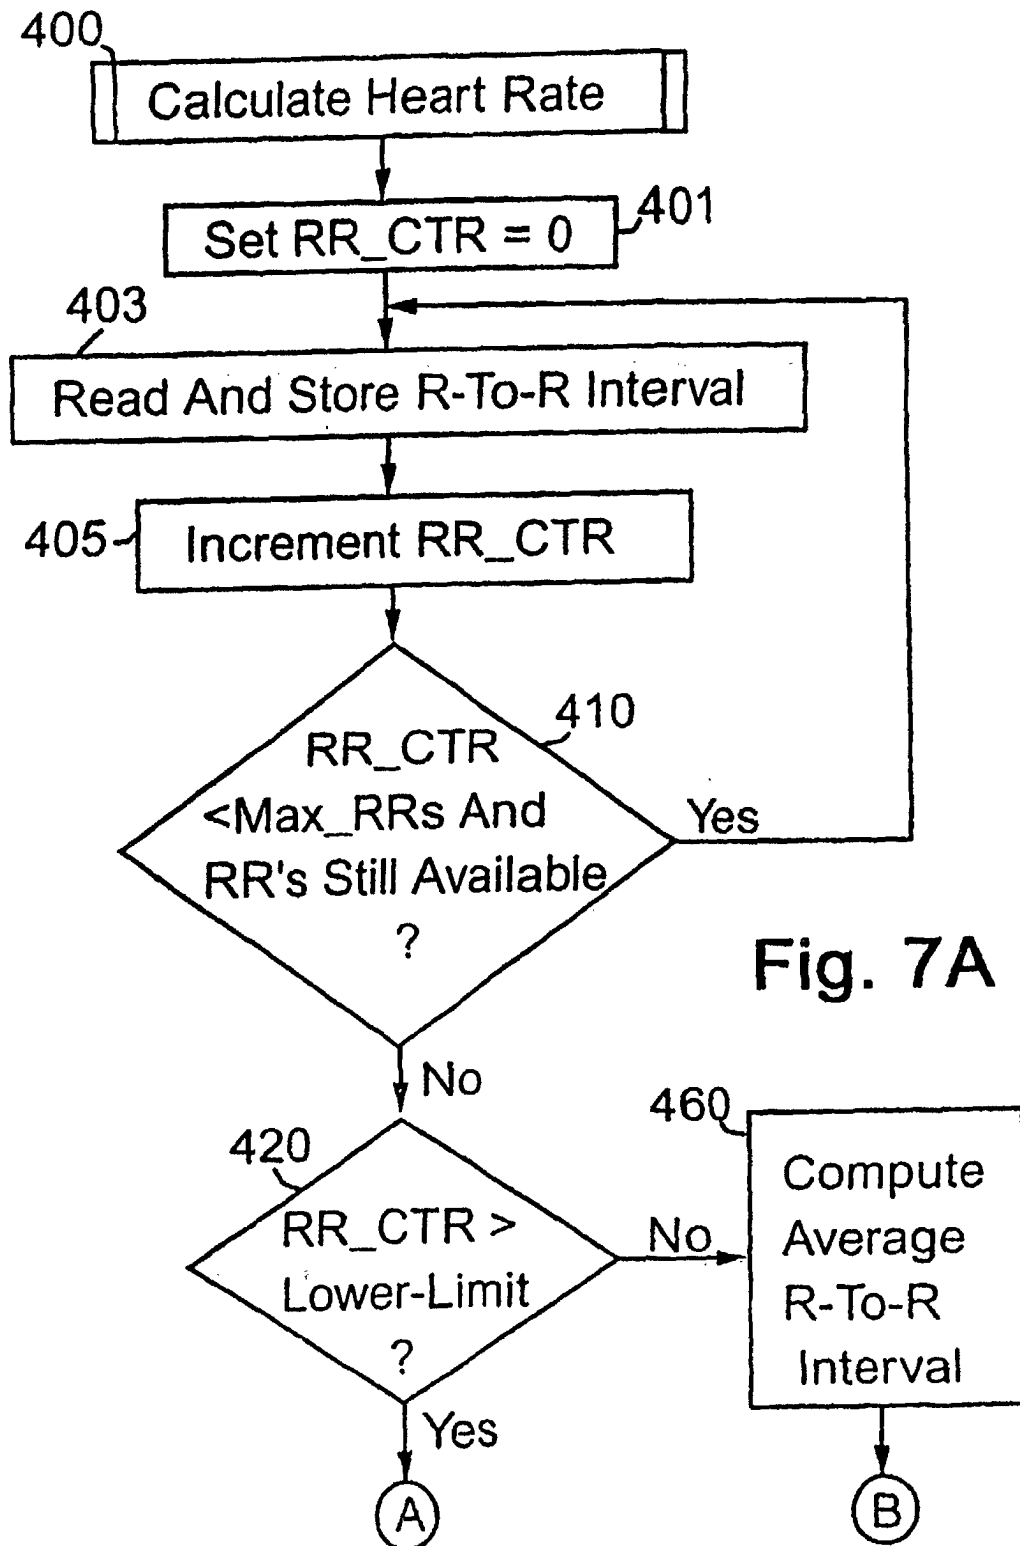 400
Calculate Heart Rate
Set RR_CTR = 0
401
403
Read And Store R-To-R Interval
405
Increment RR_CTR
410
RR_CTR
<Max_RRs And
RR's Still Available
?
Yes
Fig. 7A
No
420
RR_CTR >
Lower-Limit
?
No
460
Compute
Average
R-To-R
Interval
Yes
A
B